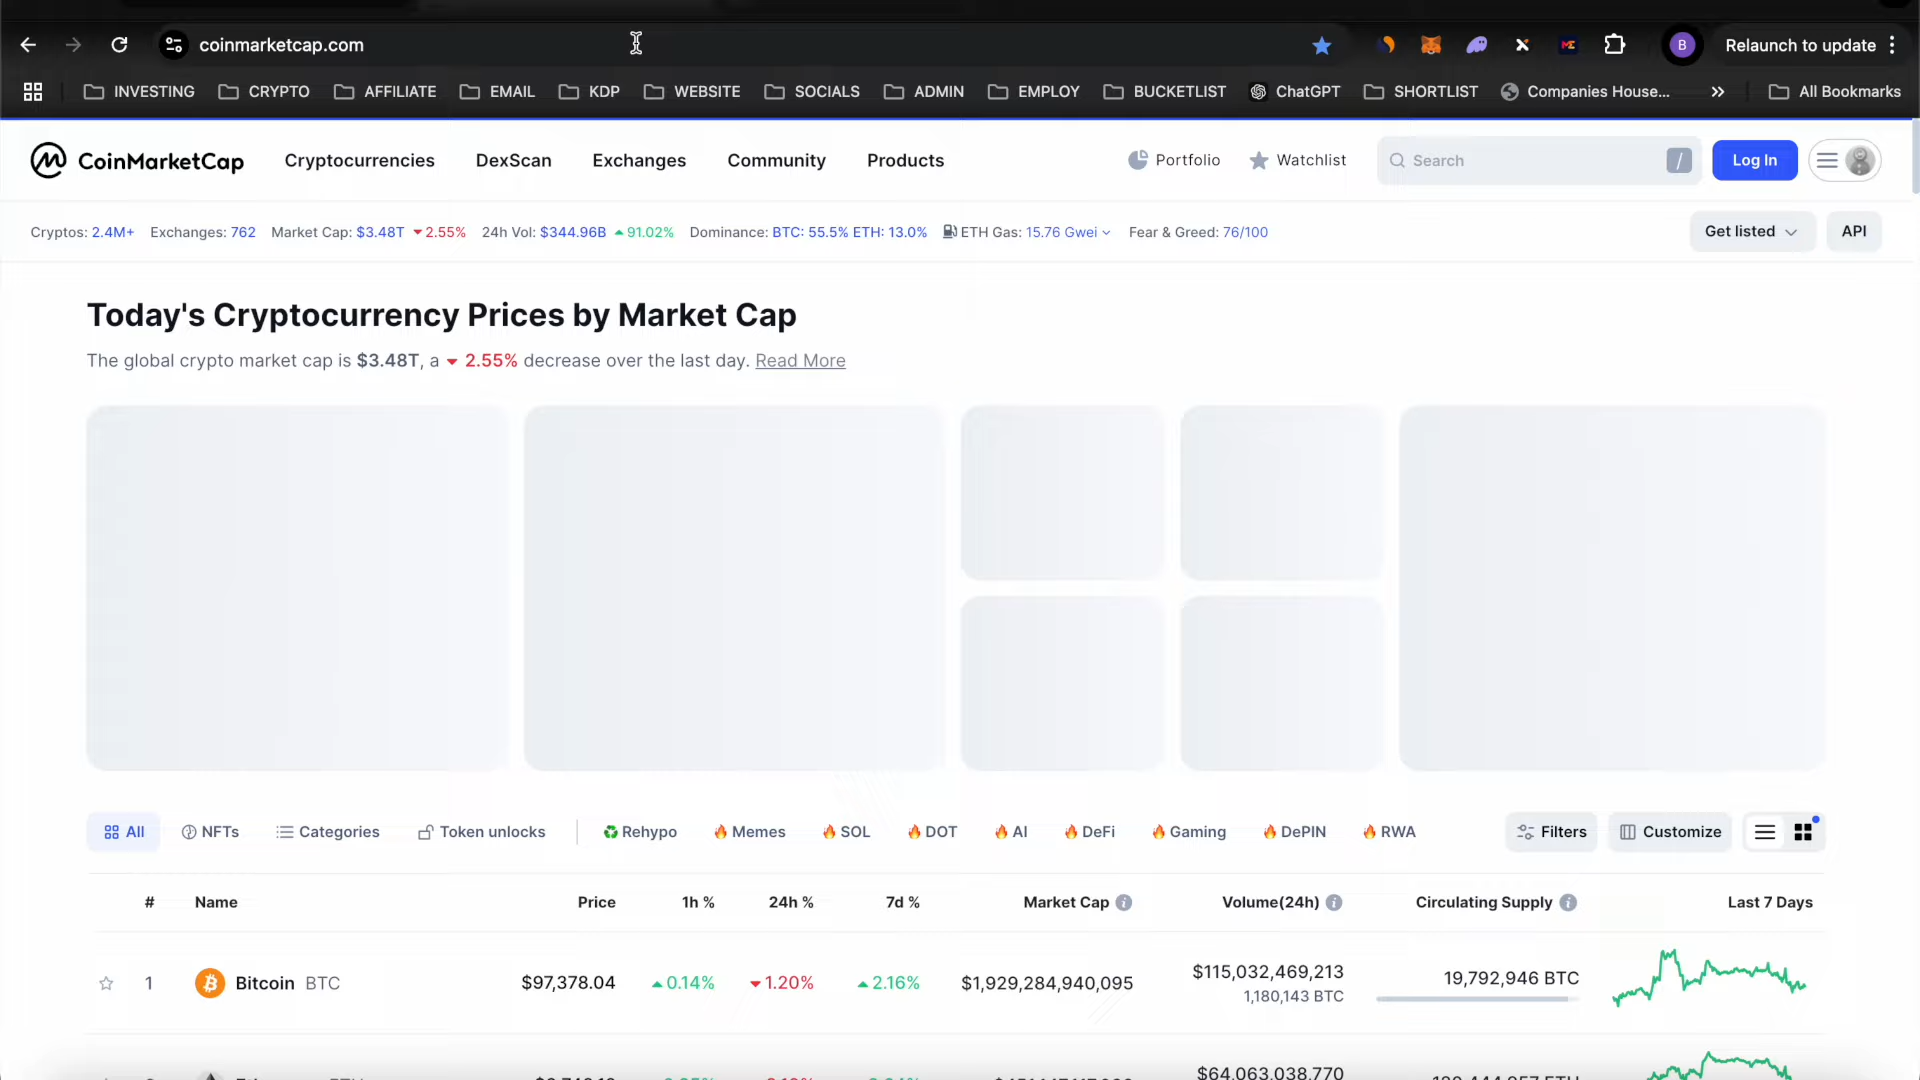 coinmarketcap.com
B
Relaunch to update
INVESTING CRYPTO AFFILIATE EMAIL KDP WEBSITE SOCIALS ADMIN EMPLOY BUCKETLIST ChatGPT SHORTLIST Companies House... » All Bookmarks
CoinMarketCap Cryptocurrencies DexScan Exchanges Community Products Portfolio Watchlist Search / Log In
Cryptos: 2.4M+ Exchanges: 762 Market Cap: $3.48T 2.55% 24h Vol: $344.96B 91.02% Dominance: BTC: 55.5% ETH: 13.0% ETH Gas: 15.76 Gwei Fear & Greed: 76/100 Get listed API
Today's Cryptocurrency Prices by Market Cap
The global crypto market cap is $3.48T, a 2.55% decrease over the last day. Read More
All NFTs Categories Token unlocks Rehypo Memes SOL DOT AI DeFi Gaming DePIN RWA Filters Customize
# Name Price 1h % 24h % 7d % Market Cap Volume(24h) Circulating Supply Last 7 Days
1 Bitcoin BTC $97,378.04 0.14% 1.20% 2.16% $1,929,284,940,095 $115,032,469,213 19,792,946 BTC
1,180,143 BTC
$64,063,038,770